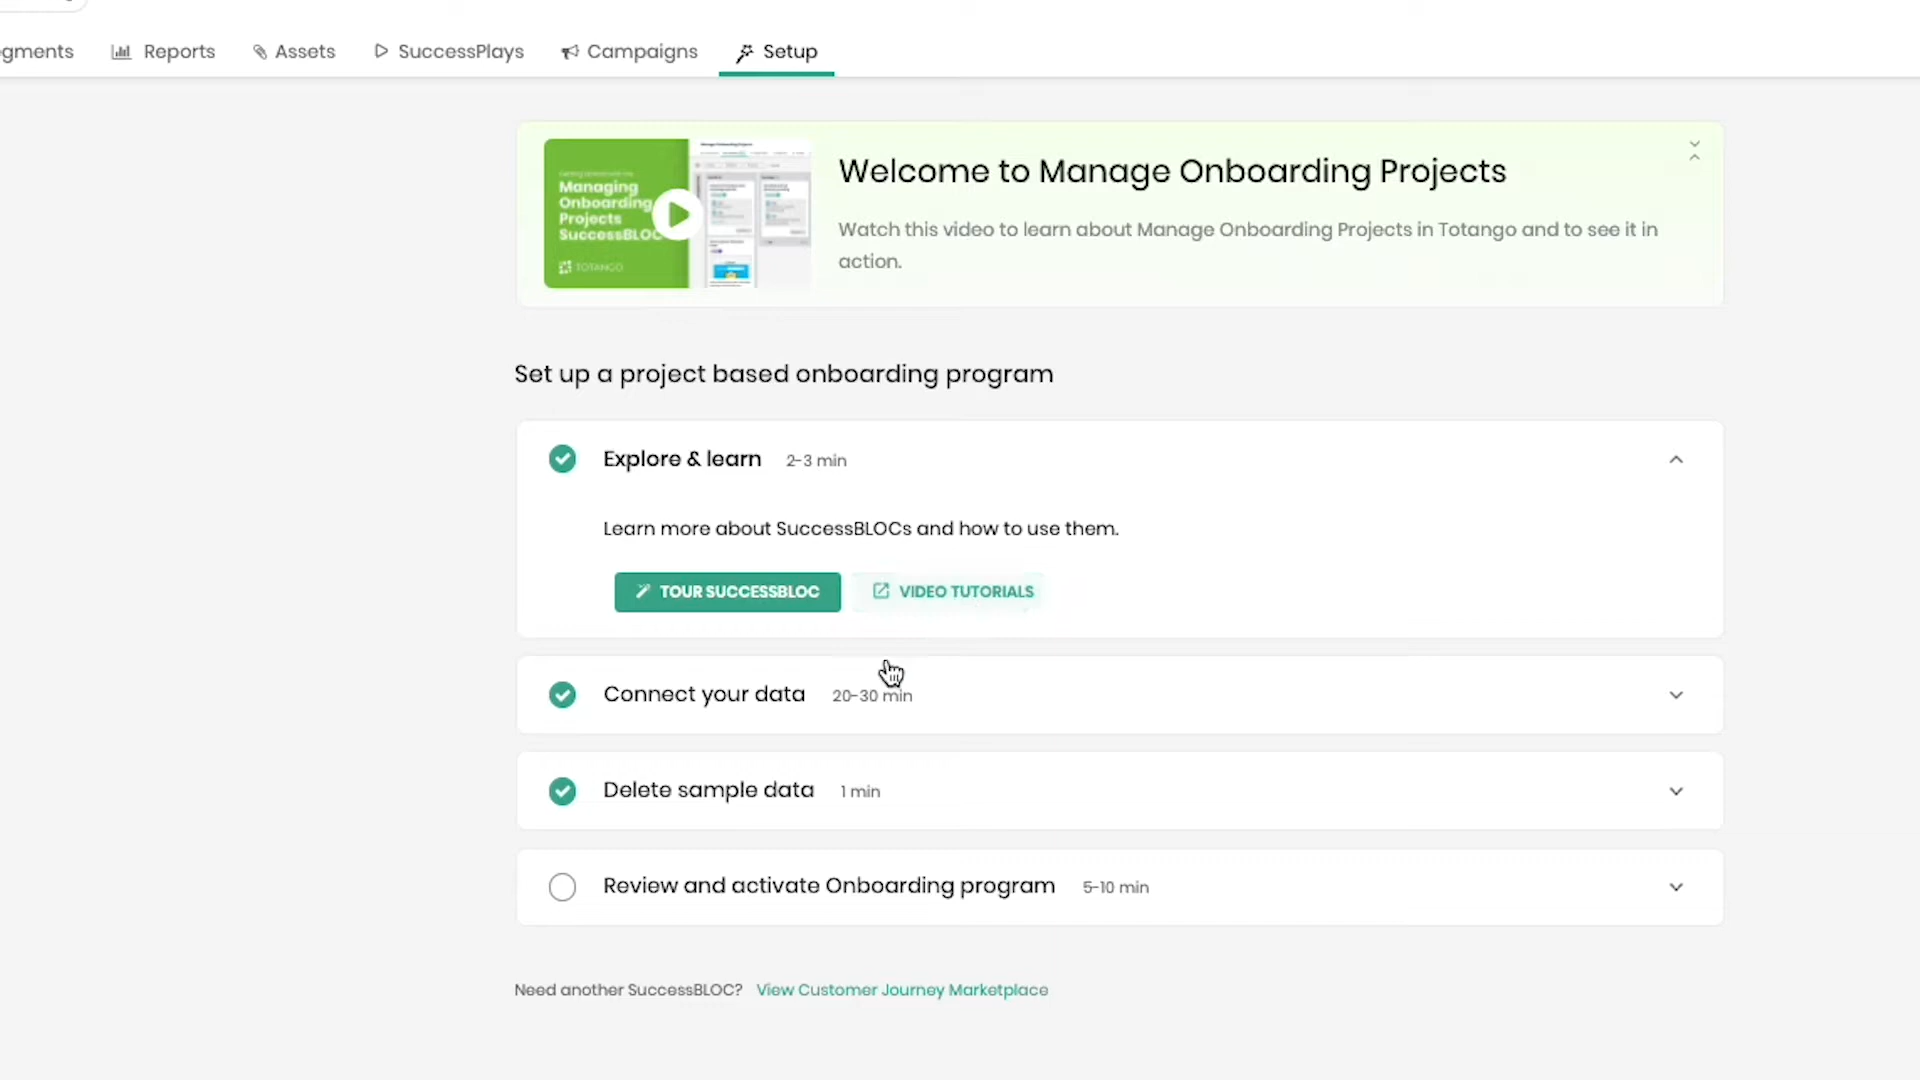 gments Reports Assets SuccessPlays Campaigns Setup
Managing
Onboarding
Projects
SuccessBLOC
TOTANGO
Welcome to Manage Onboarding Projects
Watch this video to learn about Manage Onboarding Projects in Totango and to see it in
action.
Set up a project based onboarding program
Explore & learn 2-3 min
Learn more about SuccessBLOCs and how to use them.
TOUR SUCCESSBLOC VIDEO TUTORIALS
Connect your data 20-30 min
Delete sample data 1 min
Review and activate Onboarding program 5-10 min
Need another SuccessBLOC? View Customer Journey Marketplace